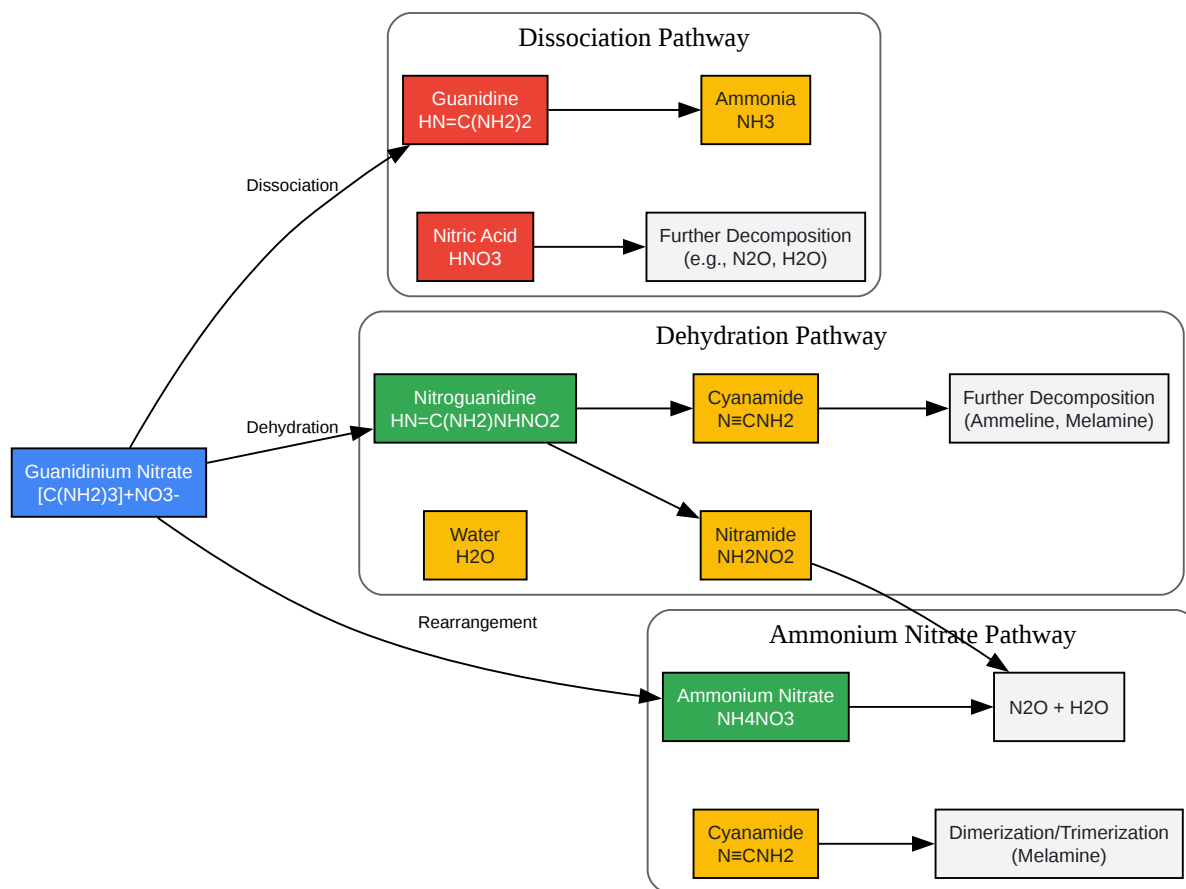 Dissociation Pathway
Guanidine
HN=C(NH2)2
Ammonia
NH3
Dissociation
Nitric Acid
HNO3
Further Decomposition
(e.g., N2O, H2O)
Dehydration Pathway
Nitroguanidine
HN=C(NH2)NHNO2
Cyanamide
N≡CNH2
Further Decomposition
(Ammeline, Melamine)
Dehydration
Guanidinium Nitrate
[C(NH2)3]+NO3-
Water
H2O
Nitramide
NH2NO2
Rearrangement
Ammonium Nitrate Pathway
Ammonium Nitrate
NH4NO3
N2O + H2O
Cyanamide
N≡CNH2
Dimerization/Trimerization
(Melamine)